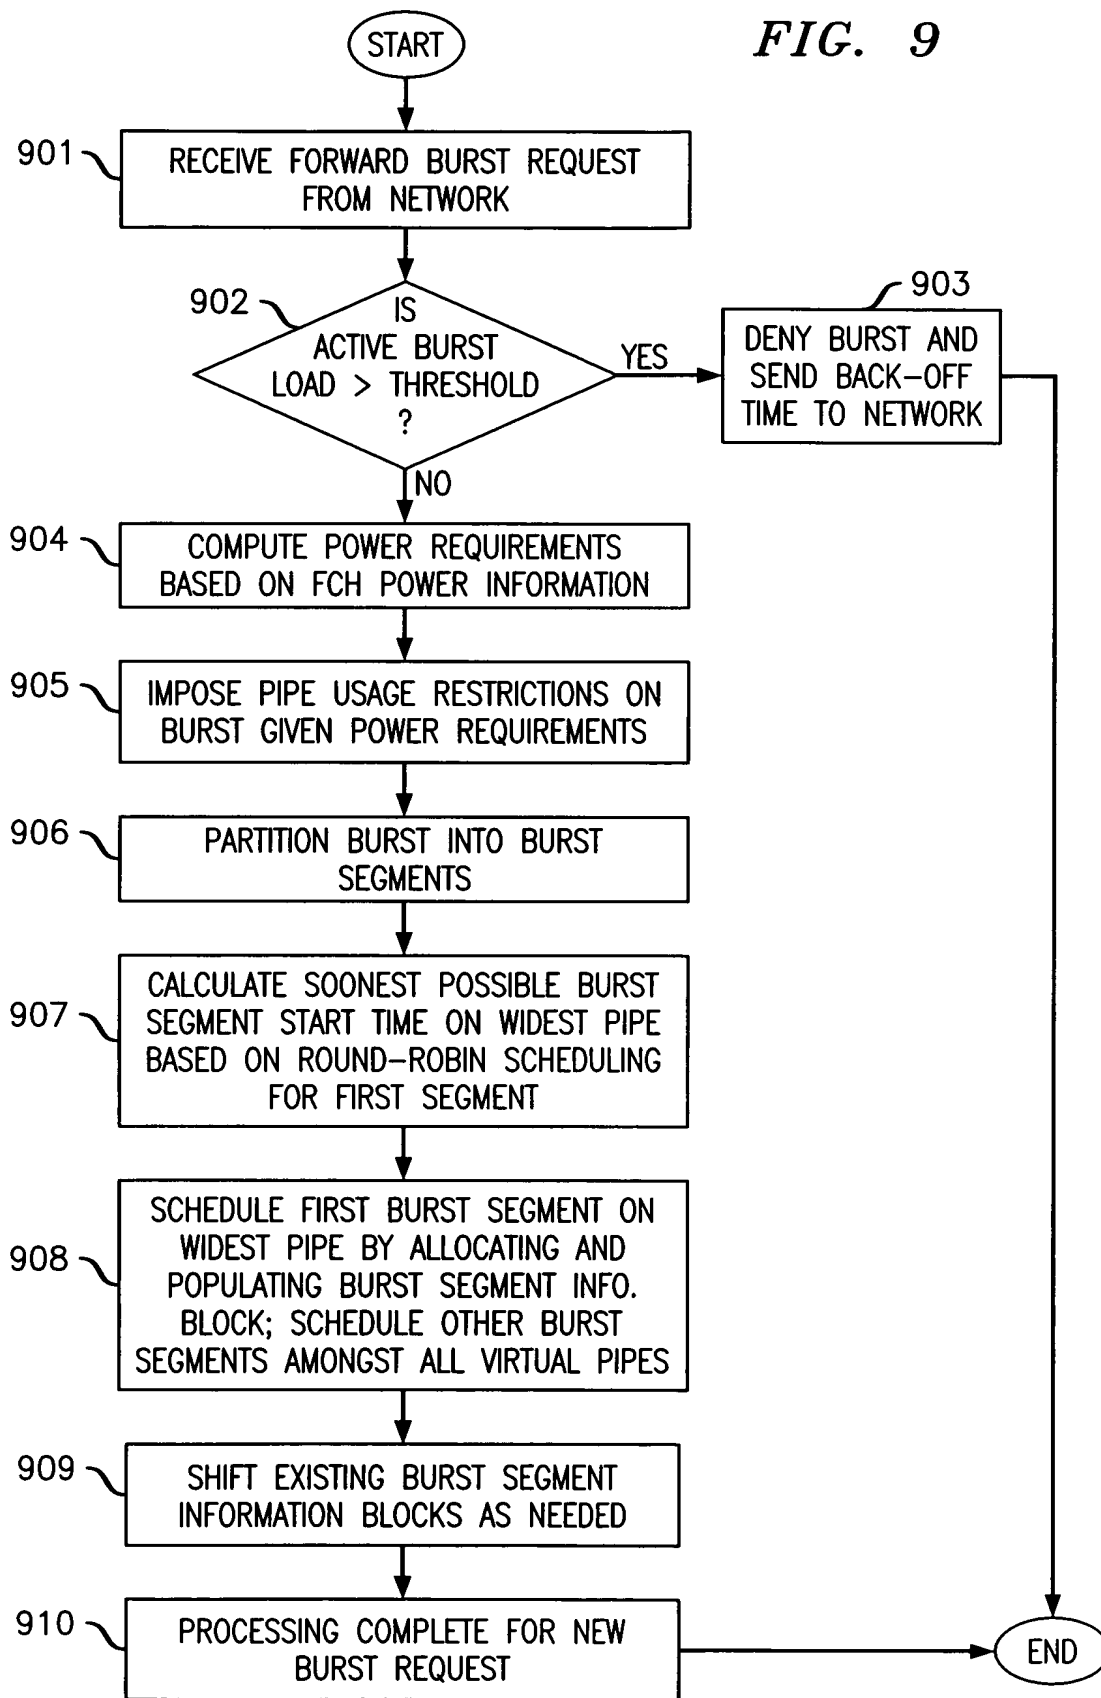 START
FIG. 9
901
RECEIVE FORWARD BURST REQUEST
FROM NETWORK
902
IS
ACTIVE BURST
LOAD > THRESHOLD
?
YES
903
DENY BURST AND
SEND BACK-OFF
TIME TO NETWORK
NO
904
COMPUTE POWER REQUIREMENTS
BASED ON FCH POWER INFORMATION
905
IMPOSE PIPE USAGE RESTRICTIONS ON
BURST GIVEN POWER REQUIREMENTS
906
PARTITION BURST INTO BURST
SEGMENTS
907
CALCULATE SOONEST POSSIBLE BURST
SEGMENT START TIME ON WIDEST PIPE
BASED ON ROUND-ROBIN SCHEDULING
FOR FIRST SEGMENT
908
SCHEDULE FIRST BURST SEGMENT ON
WIDEST PIPE BY ALLOCATING AND
POPULATING BURST SEGMENT INFO.
BLOCK; SCHEDULE OTHER BURST
SEGMENTS AMONGST ALL VIRTUAL PIPES
909
SHIFT EXISTING BURST SEGMENT
INFORMATION BLOCKS AS NEEDED
910
PROCESSING COMPLETE FOR NEW
BURST REQUEST
END